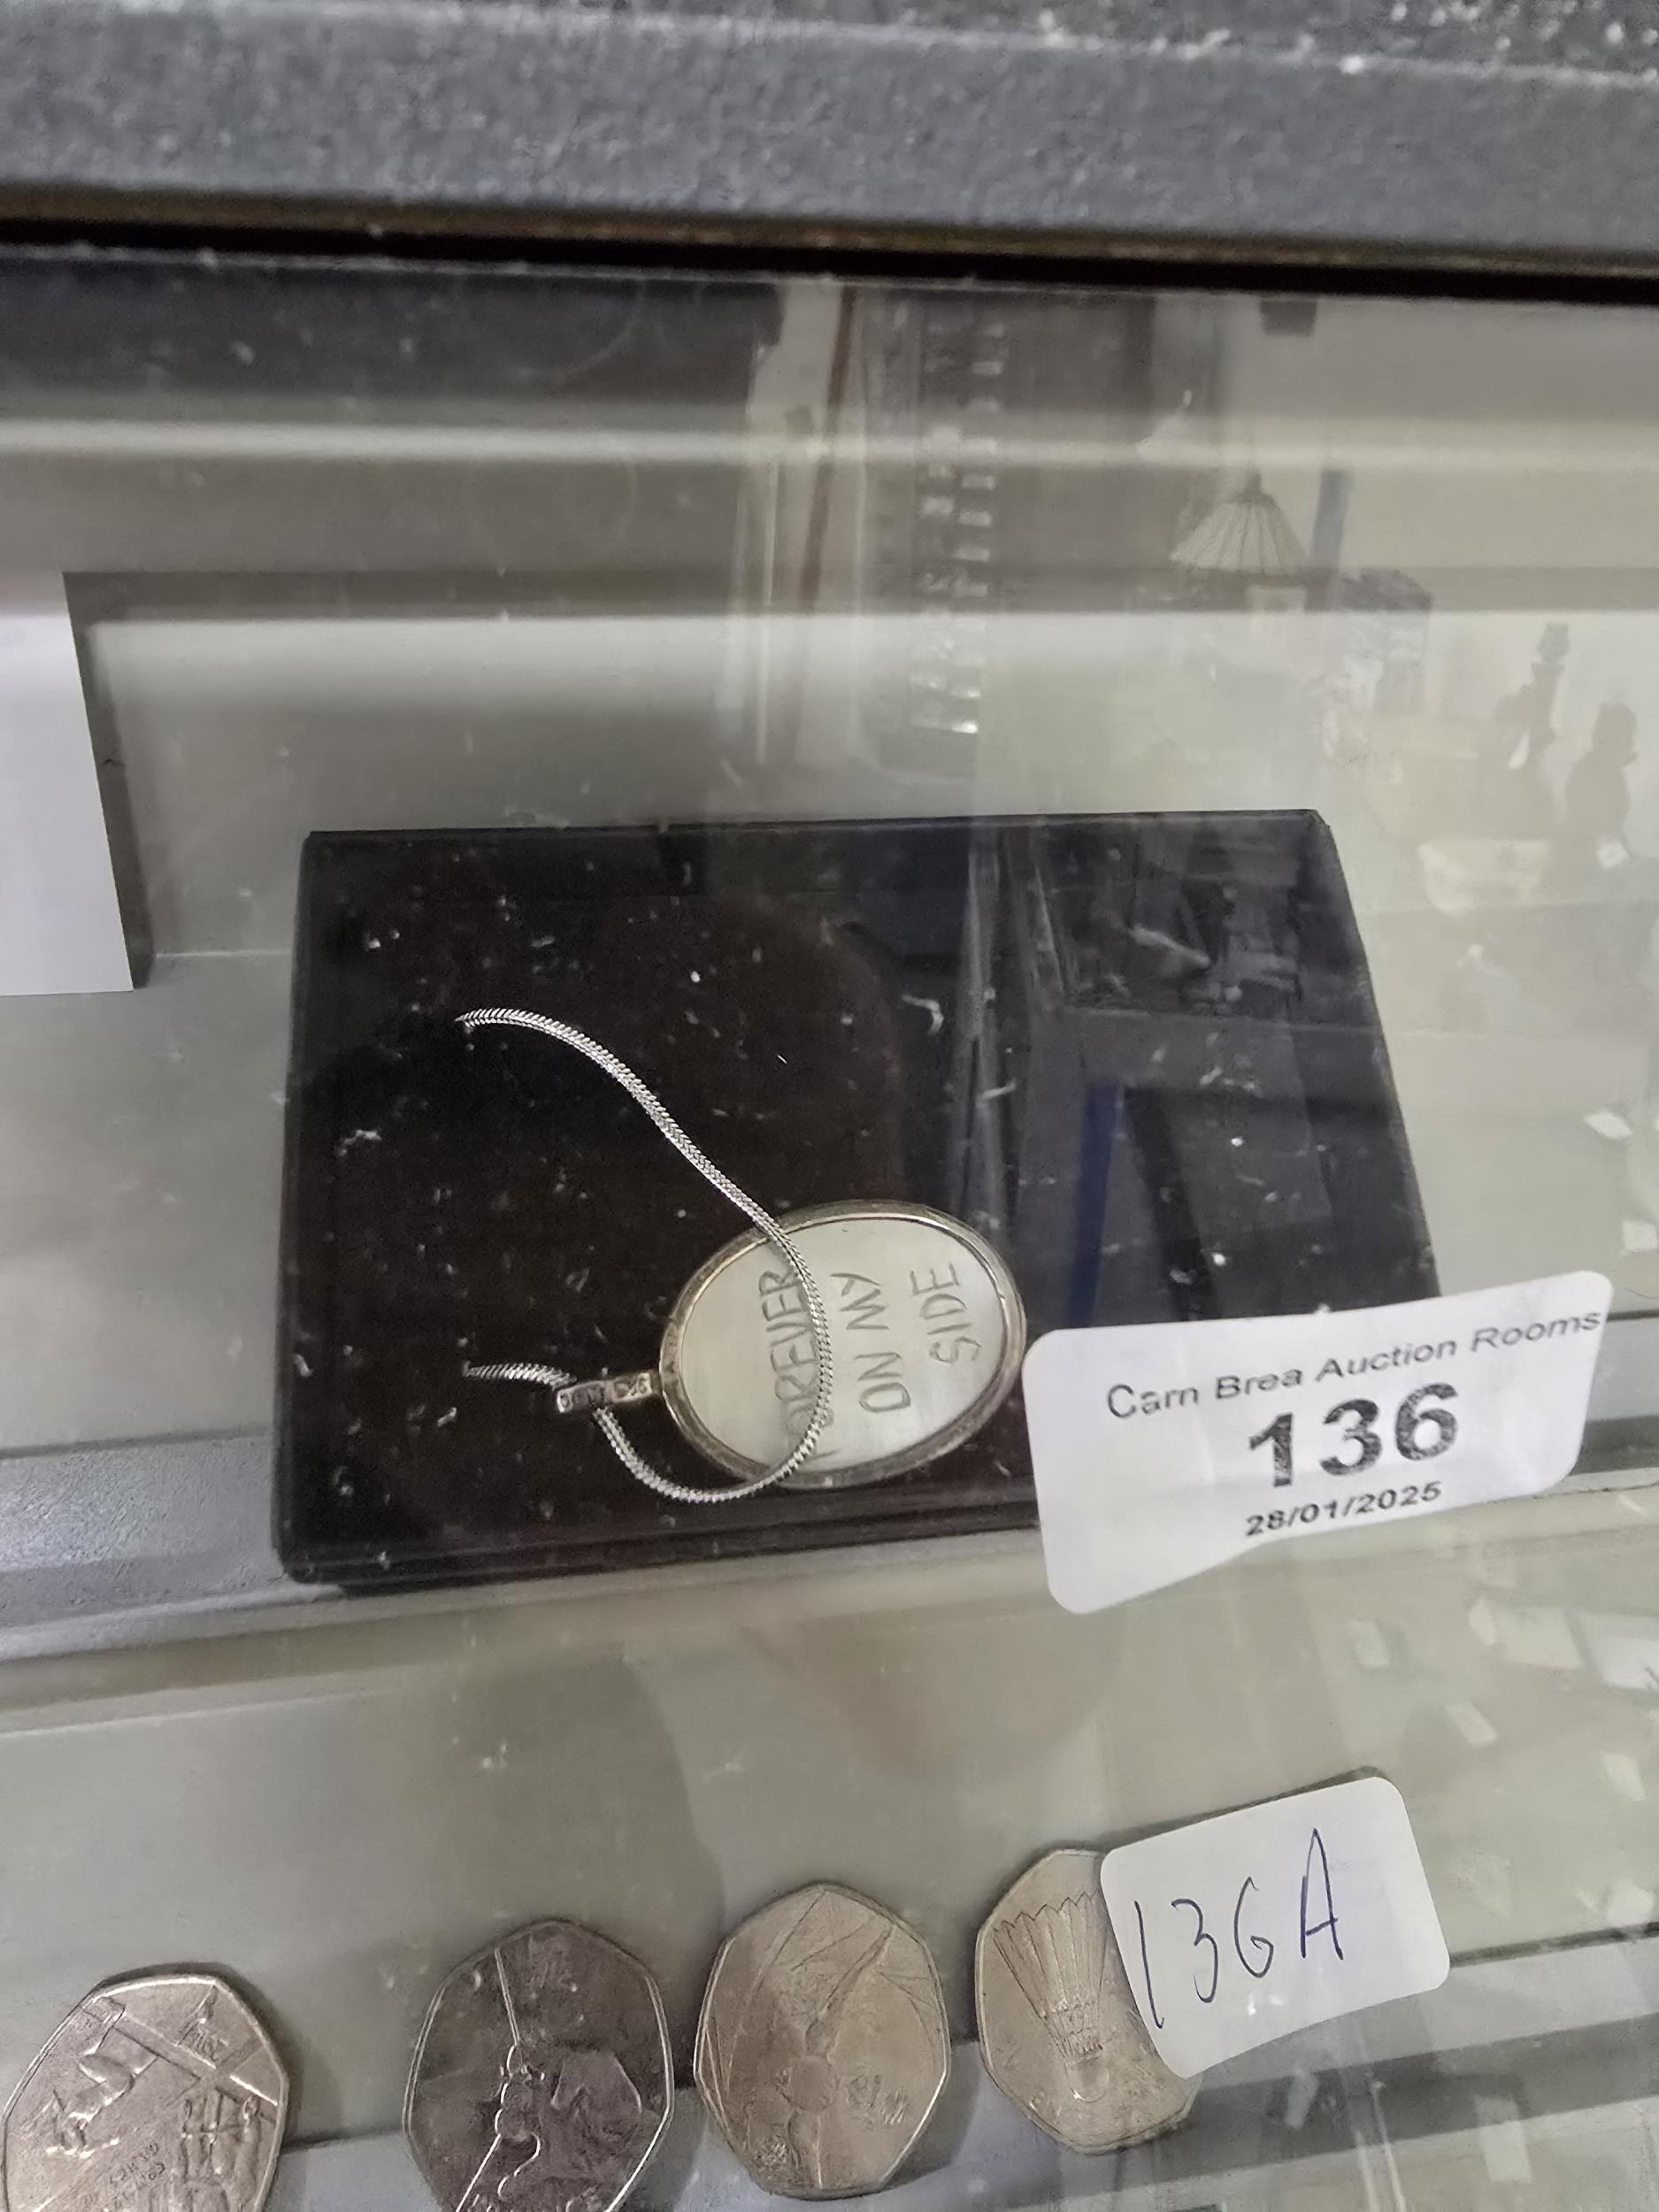 FOREVER
ON MY
SIDE
Carn Brea Auction Rooms
136
28/01/2025
136A